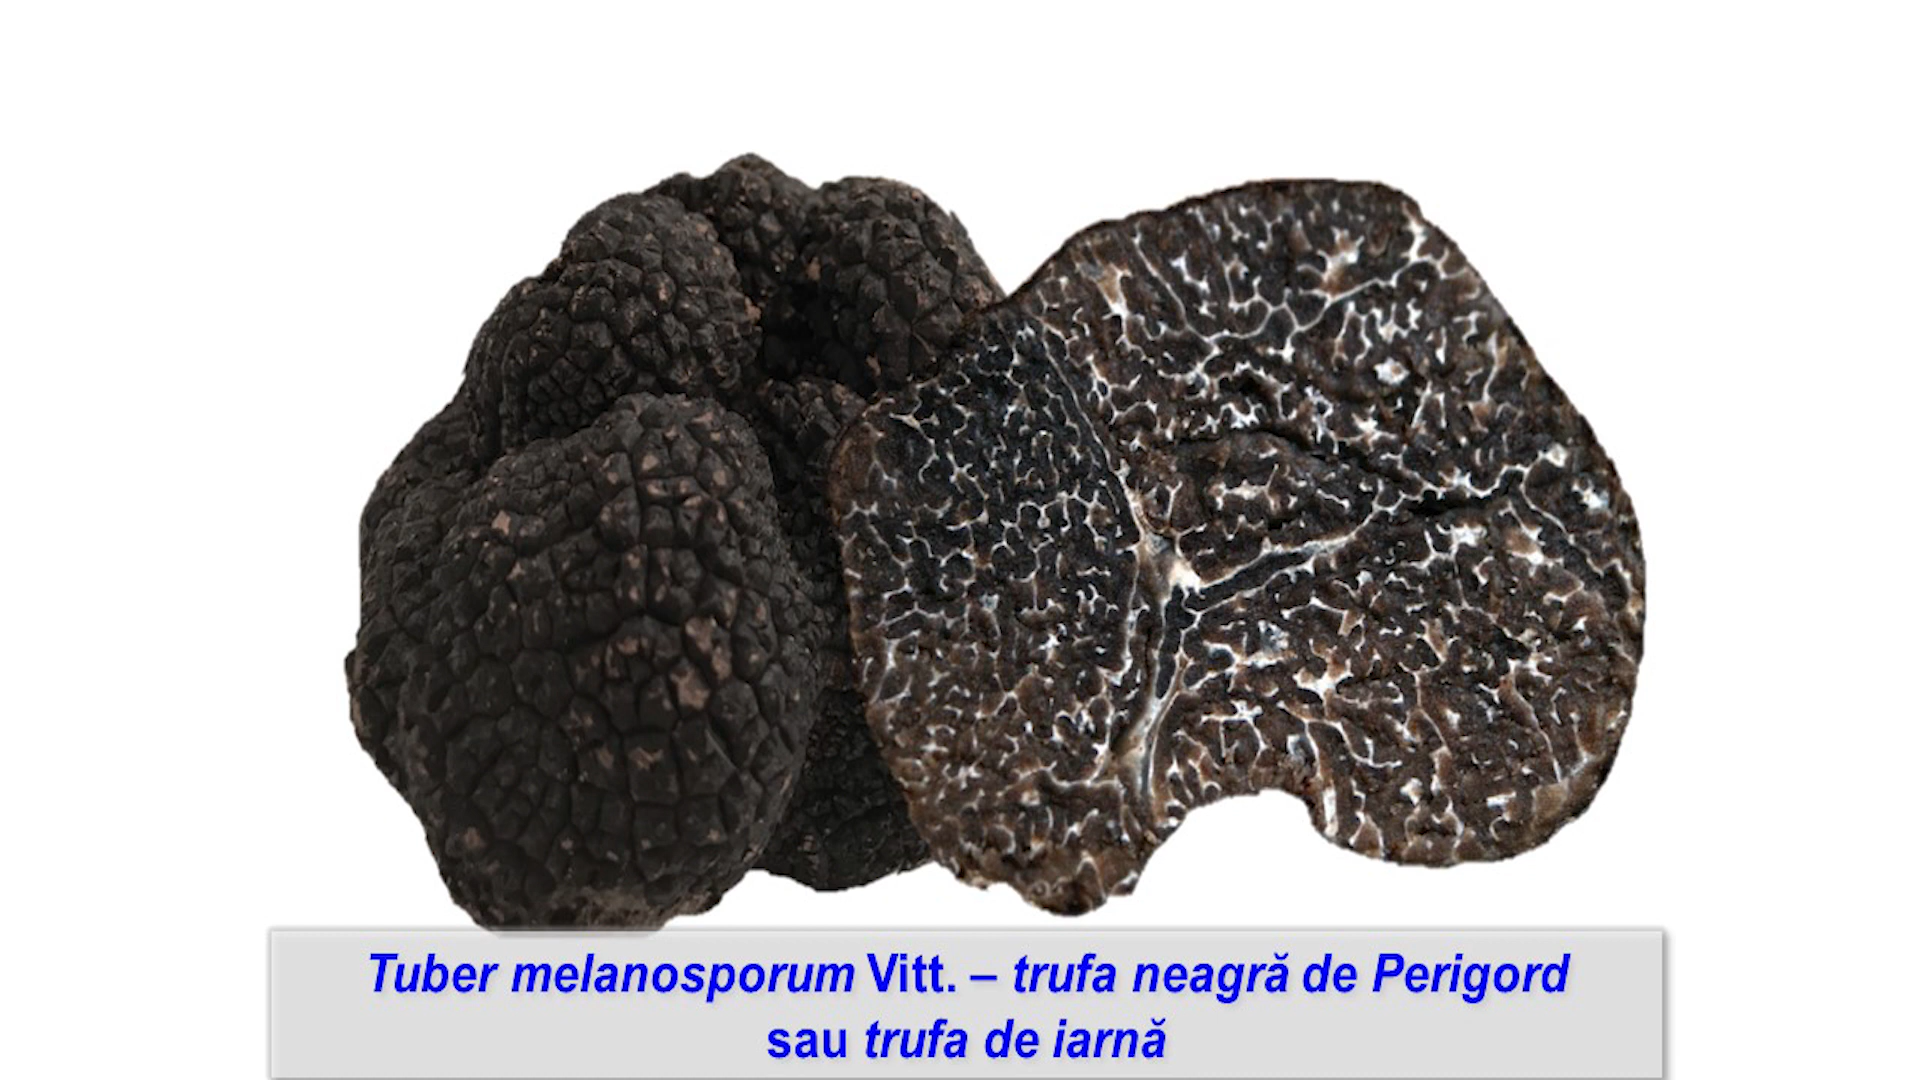 Tuber melanosporum Vitt. – trufa neagră de Perigord
sau trufa de iarnă